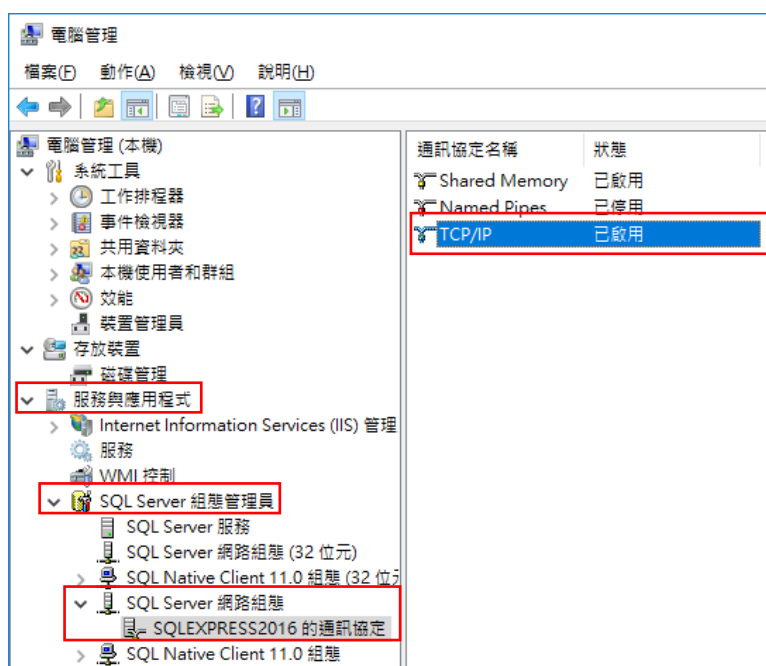 電腦管理
檔案(F) 動作(A) 檢視(V) 說明(H)
電腦管理 (本機)
系統工具
工作排程器
事件檢視器
共用資料夾
本機使用者和群組
效能
裝置管理員
存放裝置
磁碟管理
服務與應用程式
Internet Information Services (IIS) 管理
服務
WMI 控制
SQL Server 組態管理員
SQL Server 服務
SQL Server 網路組態 (32 位元)
SQL Native Client 11.0 組態 (32 位
SQL Server 網路組態
SQLEXPRESS2016 的通訊協定
SQL Native Client 11.0 組態
通訊協定名稱 狀態
Shared Memory 已啟用
Named Pipes 已停用
TCP/IP 已啟用